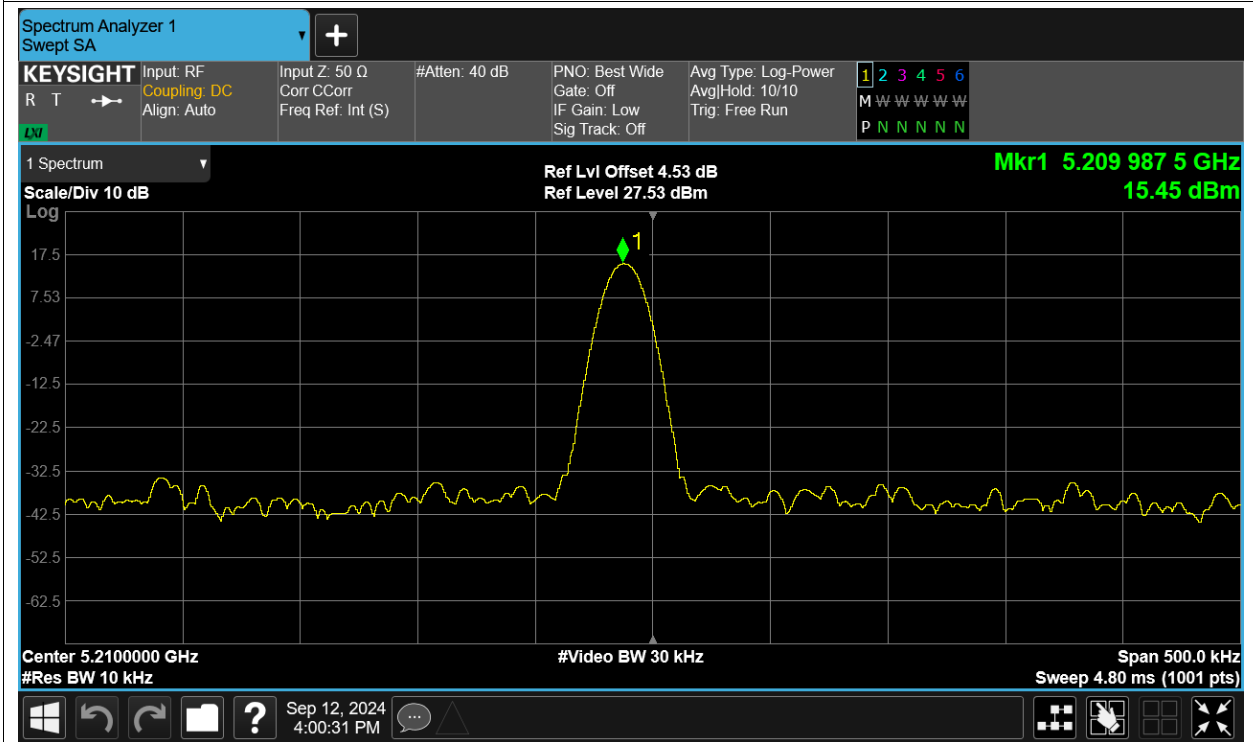 Spectrum Analyzer 1
Swept SA
+
KEYSIGHT
R T
LXI
Input: RF
Coupling: DC
Align: Auto
Input Z: 50 Ω
Corr CCorr
Freq Ref: Int (S)
#Atten: 40 dB
PNO: Best Wide
Gate: Off
IF Gain: Low
Sig Track: Off
Avg Type: Log-Power
Avg|Hold: 10/10
Trig: Free Run
1 2 3 4 5 6
M W W W W W
P N N N N N
1 Spectrum
Scale/Div 10 dB
Log
Ref Lvl Offset 4.53 dB
Ref Level 27.53 dBm
Mkr1 5.209 987 5 GHz
15.45 dBm
1
17.5
7.53
-2.47
-12.5
-22.5
-32.5
-42.5
-52.5
-62.5
Center 5.2100000 GHz
#Res BW 10 kHz
#Video BW 30 kHz
Span 500.0 kHz
Sweep 4.80 ms (1001 pts)
?
Sep 12, 2024
4:00:31 PM